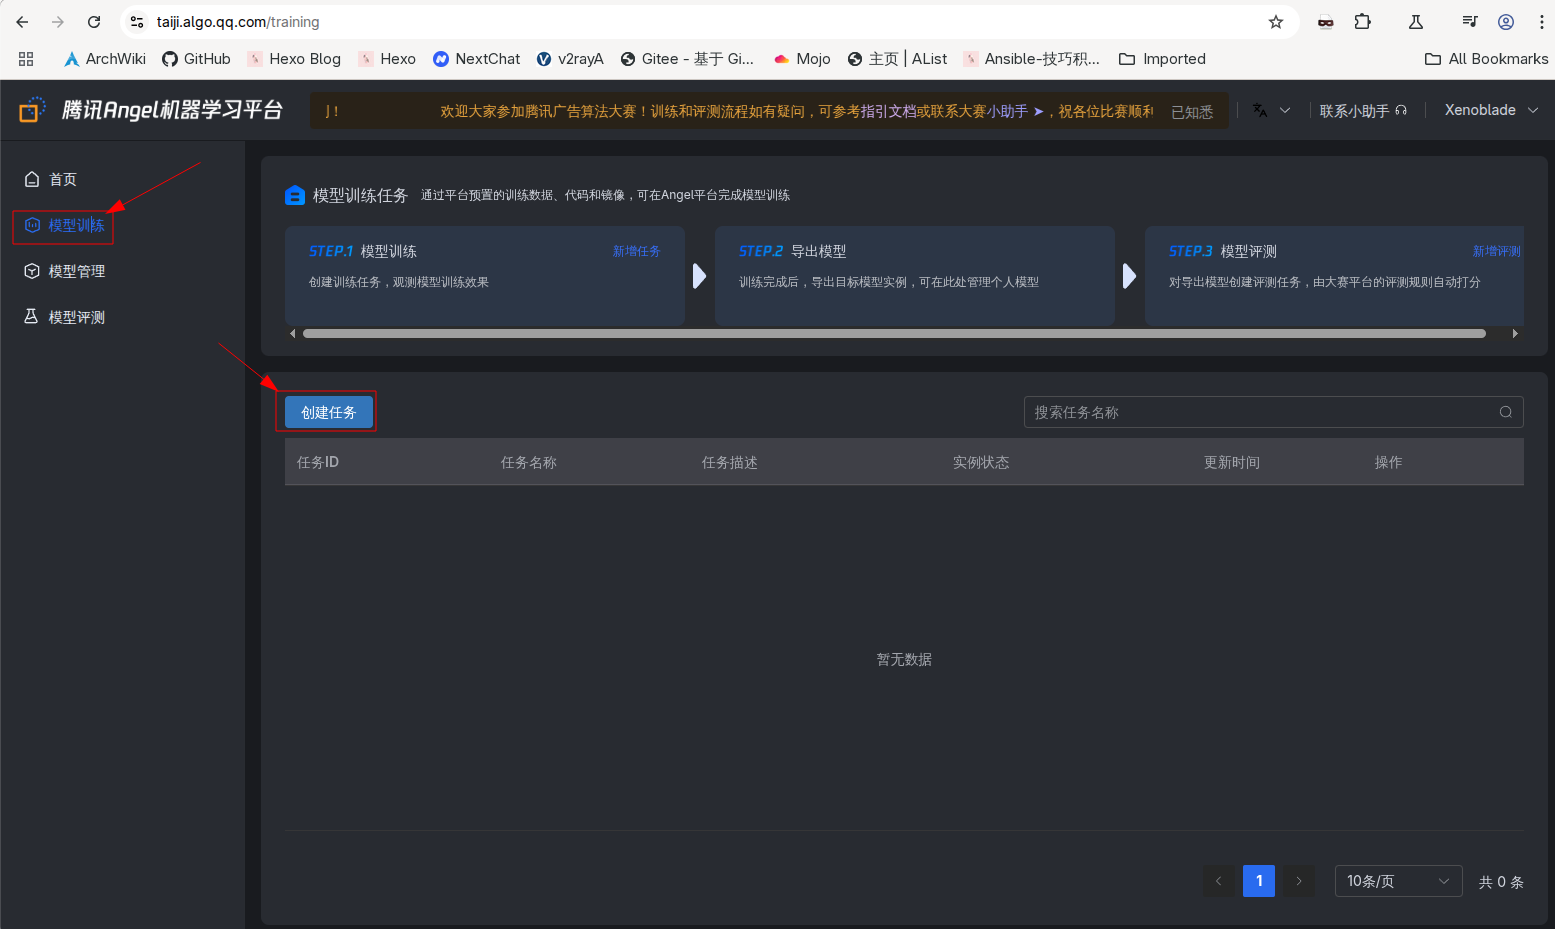 taiji.algo.qq.com/training
ArchWiki GitHub Hexo Blog Hexo NextChat v2rayA Gitee - 基于 Gi... Mojo 主页 | AList Ansible-技巧积... Imported All Bookmarks
腾讯Angel机器学习平台
！ 欢迎大家参加腾讯广告算法大赛！训练和评测流程如有疑问，可参考指引文档或联系大赛小助手 ➤，祝各位比赛顺利 已知悉
联系小助手
Xenoblade
首页
模型训练
模型管理
模型评测
模型训练任务 通过平台预置的训练数据、代码和镜像，可在Angel平台完成模型训练
STEP.1 模型训练 新增任务
创建训练任务，观测模型训练效果
STEP.2 导出模型
训练完成后，导出目标模型实例，可在此处管理个人模型
STEP.3 模型评测 新增评测
对导出模型创建评测任务，由大赛平台的评测规则自动打分
创建任务
搜索任务名称
任务ID 任务名称 任务描述 实例状态 更新时间 操作
暂无数据
1 10条/页 共 0 条